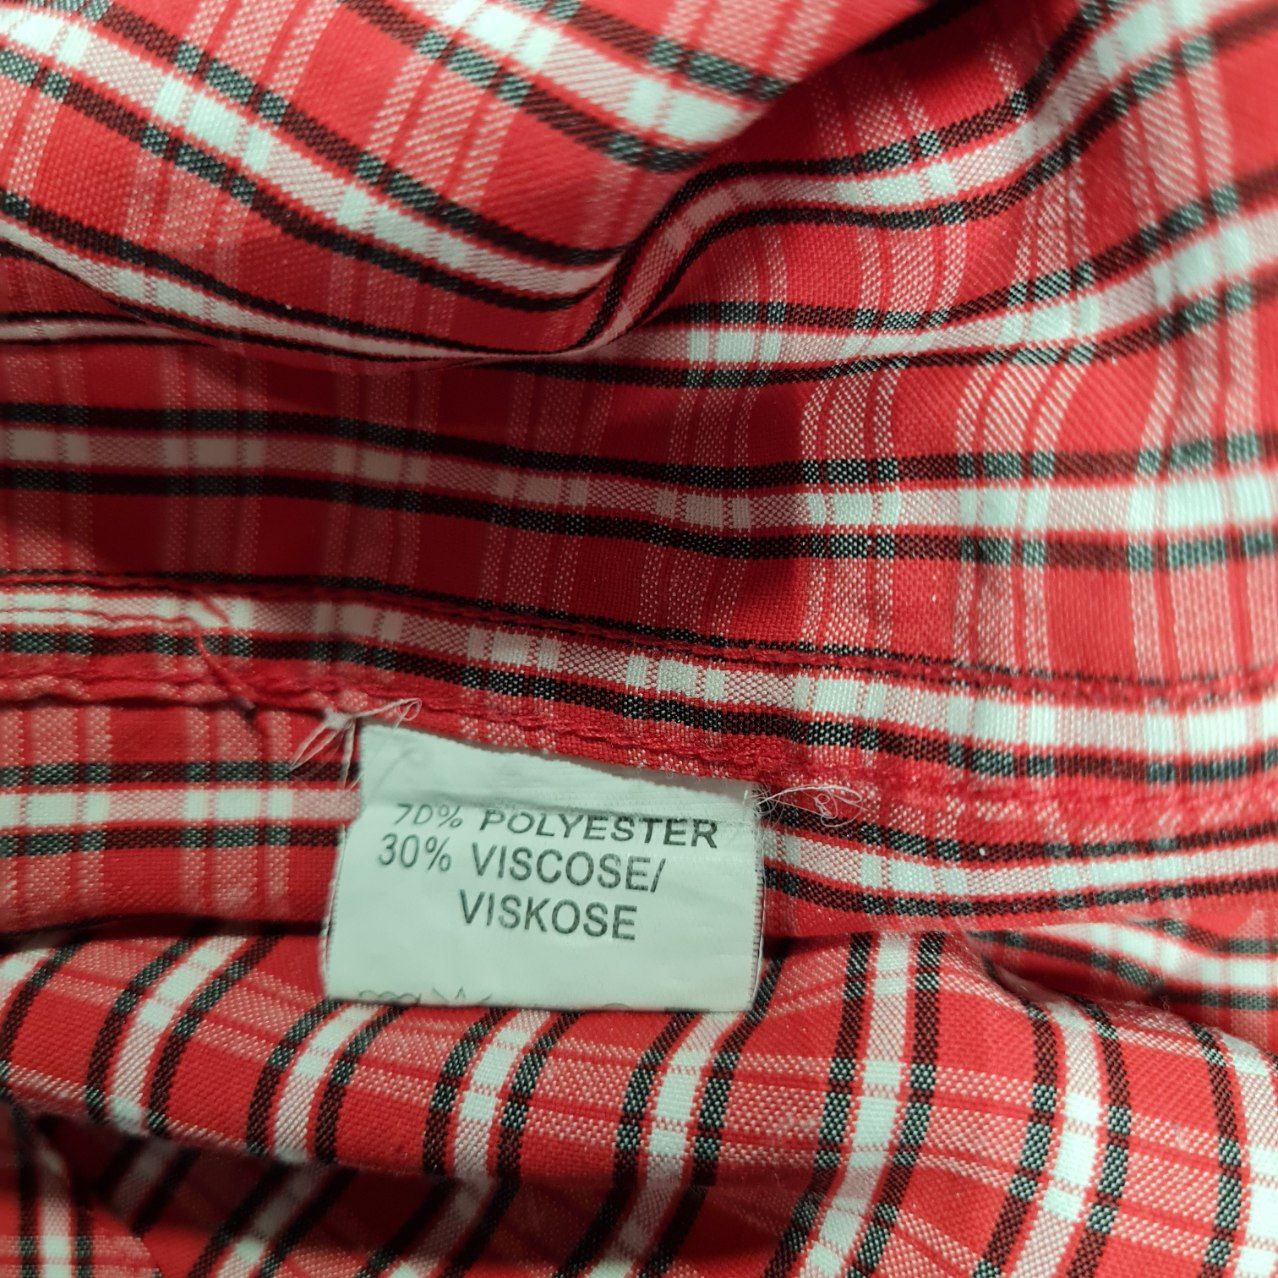 70% POLYESTER
30% VISCOSE/
VISKOSE